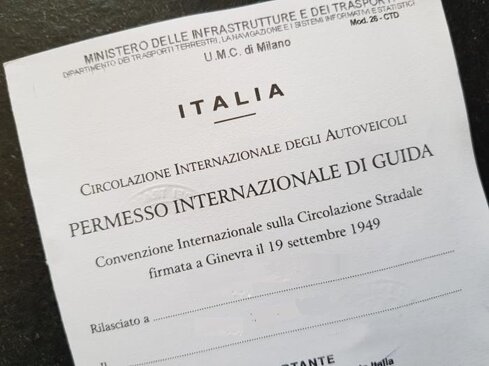 MINISTERO DELLE INFRASTRUTTURE E DEI TRASPORTI
DIPARTIMENTO DEI TRASPORTI TERRESTRI, LA NAVIGAZIONE E I SISTEMI INFORMATIVI E STATISTICI
Mod. 26 - CTD
U.M.C. di Milano
ITALIA
CIRCOLAZIONE INTERNAZIONALE DEGLI AUTOVEICOLI
PERMESSO INTERNAZIONALE DI GUIDA
Convenzione Internazionale sulla Circolazione Stradale
firmata a Ginevra il 19 settembre 1949
Rilasciato a
Italia